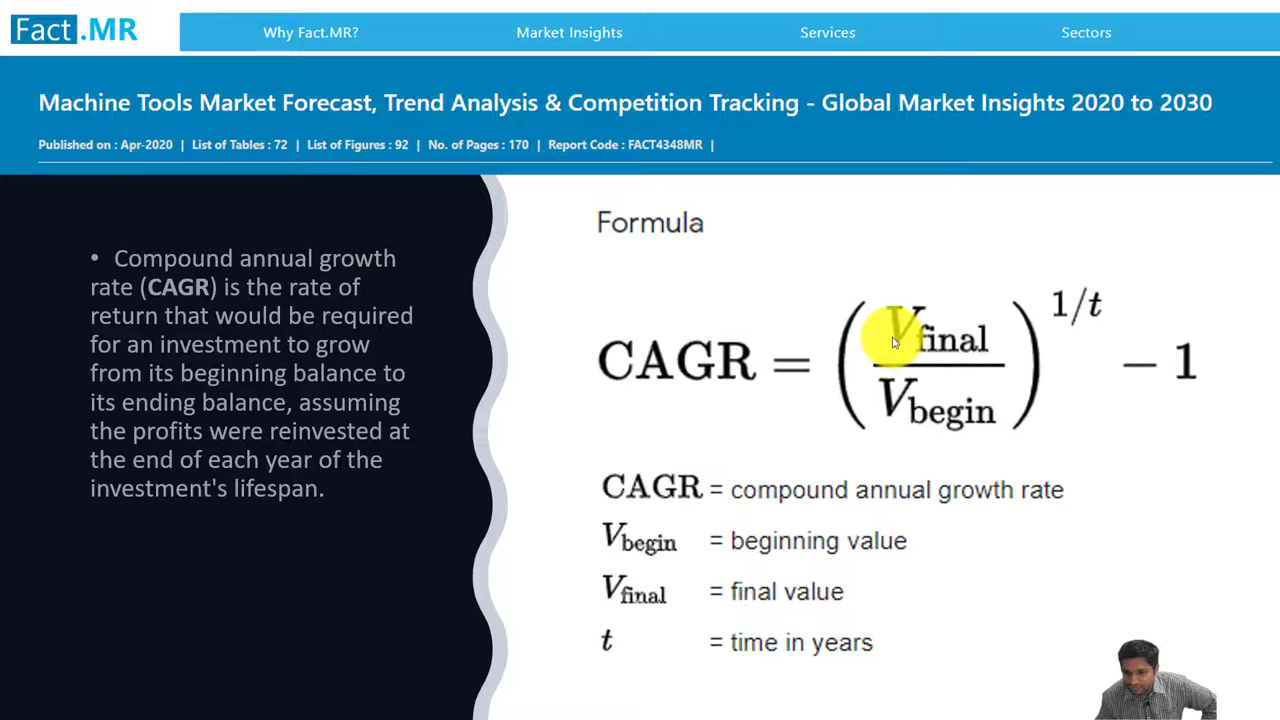 Fact.MR
Why Fact.MR?
Market Insights
Services
Sectors
Machine Tools Market Forecast, Trend Analysis & Competition Tracking - Global Market Insights 2020 to 2030
Published on : Apr-2020 | List of Tables : 72 | List of Figures : 92 | No. of Pages : 170 | Report Code : FACT4348MR |
• Compound annual growth
rate (CAGR) is the rate of
return that would be required
for an investment to grow
from its beginning balance to
its ending balance, assuming
the profits were reinvested at
the end of each year of the
investment's lifespan.
Formula
CAGR = (Vfinal / Vbegin)^1/t − 1
CAGR = compound annual growth rate
Vbegin = beginning value
Vfinal = final value
t = time in years